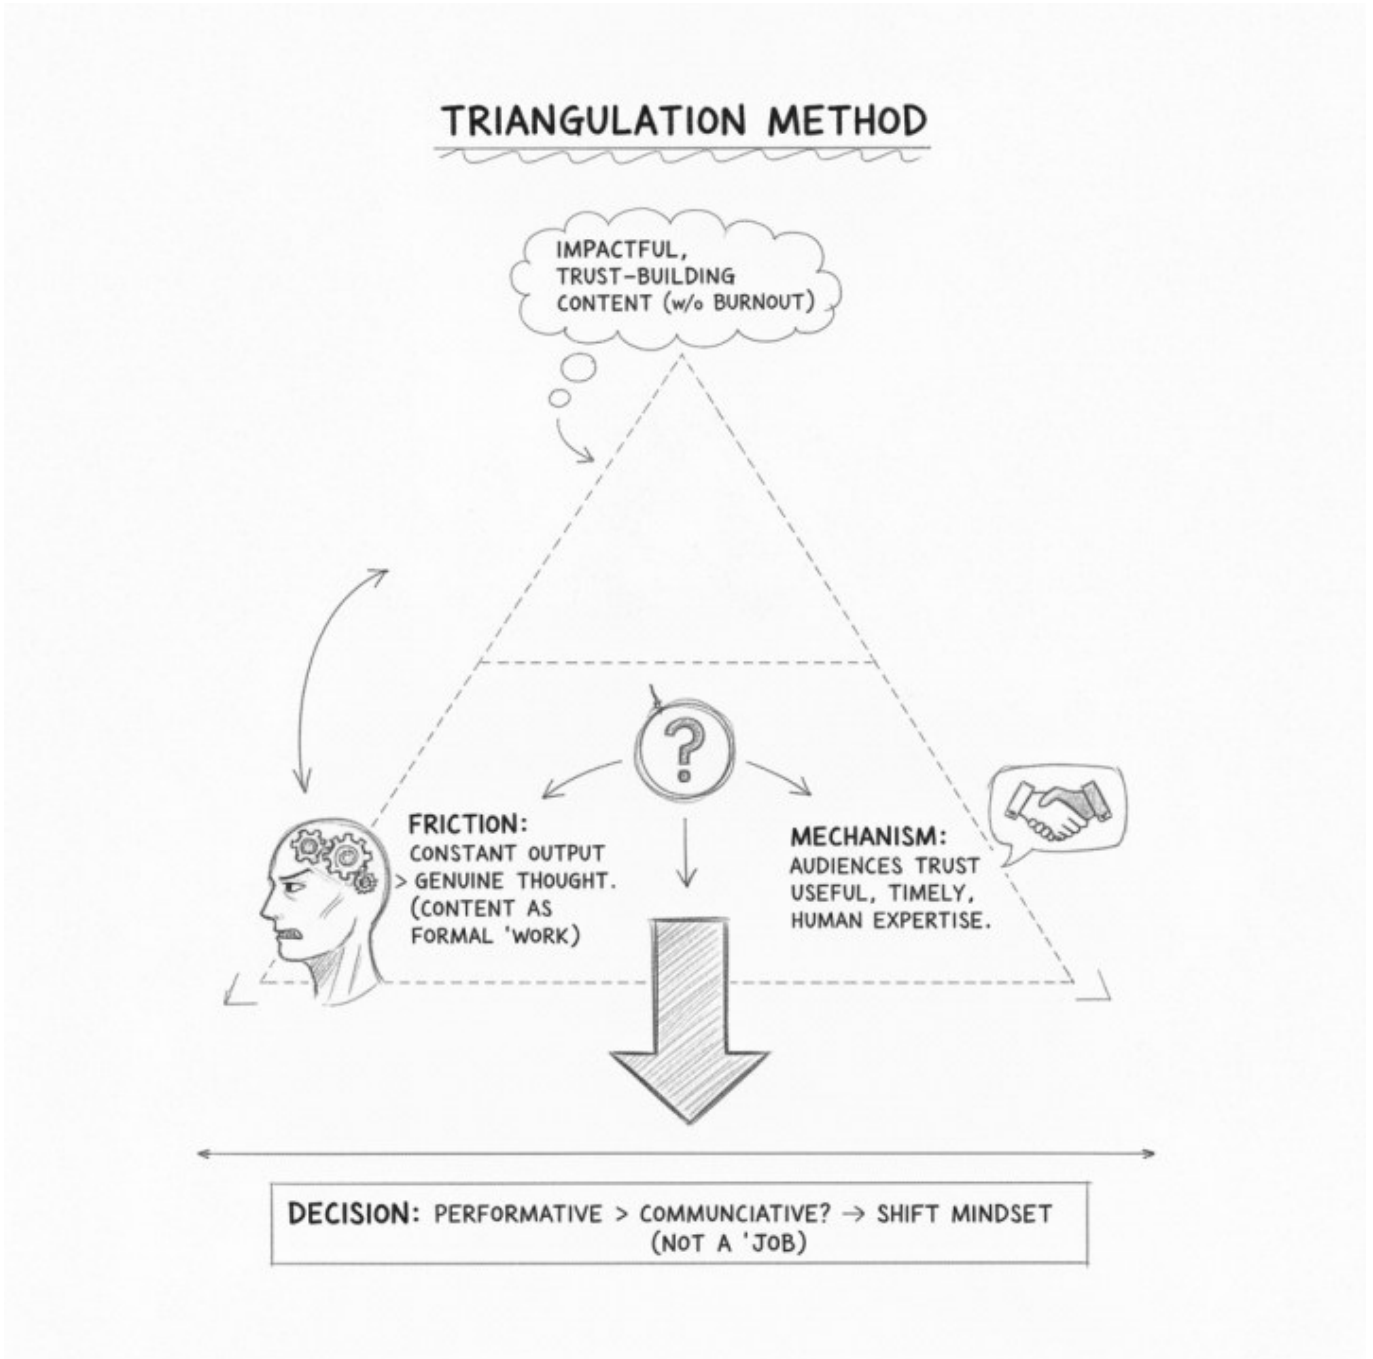 TRIANGULATION METHOD
IMPACTFUL,
TRUST-BUILDING
CONTENT (w/o BURNOUT)
?
FRICTION:
CONSTANT OUTPUT
> GENUINE THOUGHT.
(CONTENT AS
FORMAL 'WORK)
MECHANISM:
AUDIENCES TRUST
USEFUL, TIMELY,
HUMAN EXPERTISE.
DECISION: PERFORMATIVE > COMMUNCIATIVE? → SHIFT MINDSET
(NOT A 'JOB)